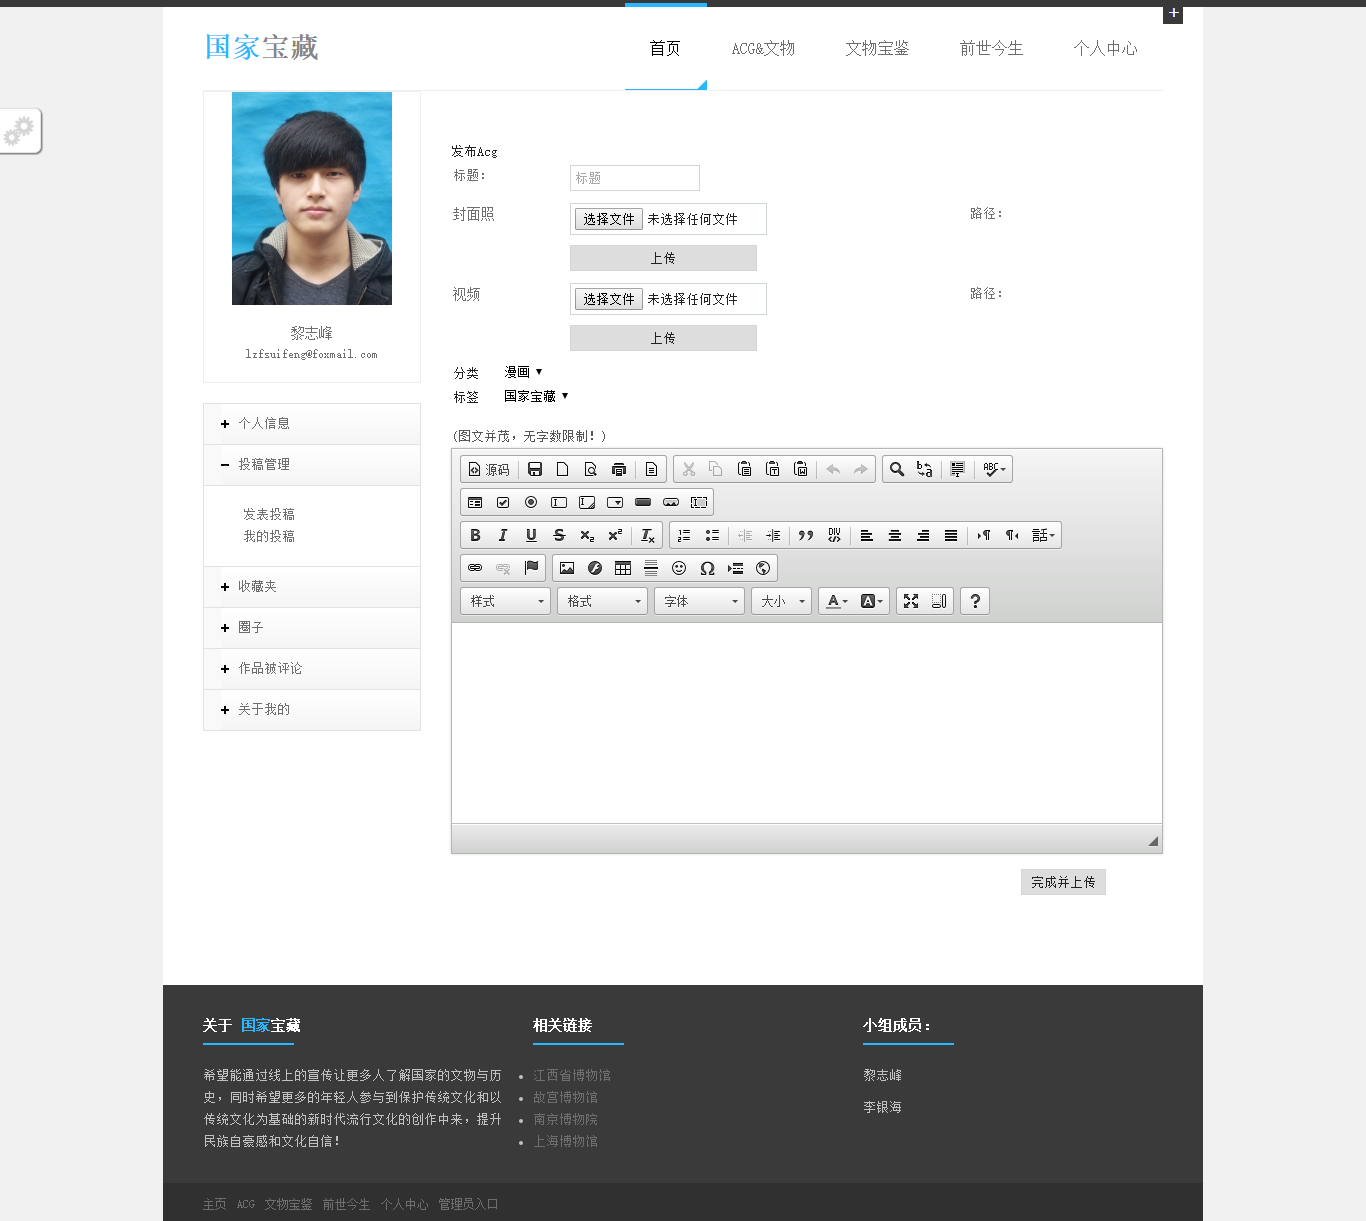 国家宝藏
首页 ACG&文物 文物宝鉴 前世今生 个人中心
+
黎志峰
lzfsuifeng@foxmail.com
个人信息
投稿管理
发表投稿
我的投稿
收藏夹
圈子
作品被评论
关于我的
发布Acg
标题：
标题
封面照 选择文件 未选择任何文件 路径：
上传
视频 选择文件 未选择任何文件 路径：
上传
分类 漫画
标签 国家宝藏
(图文并茂，无字数限制！)
源码
ABC
B I U S x₂ x² Tx DIV 話
样式 格式 字体 大小 A A ?
完成并上传
关于 国家宝藏
希望能通过线上的宣传让更多人了解国家的文物与历
史，同时希望更多的年轻人参与到保护传统文化和以
传统文化为基础的新时代流行文化的创作中来，提升
民族自豪感和文化自信！
相关链接
江西省博物馆
故宫博物馆
南京博物院
上海博物馆
小组成员：
黎志峰
李银海
主页 ACG 文物宝鉴 前世今生 个人中心 管理员入口